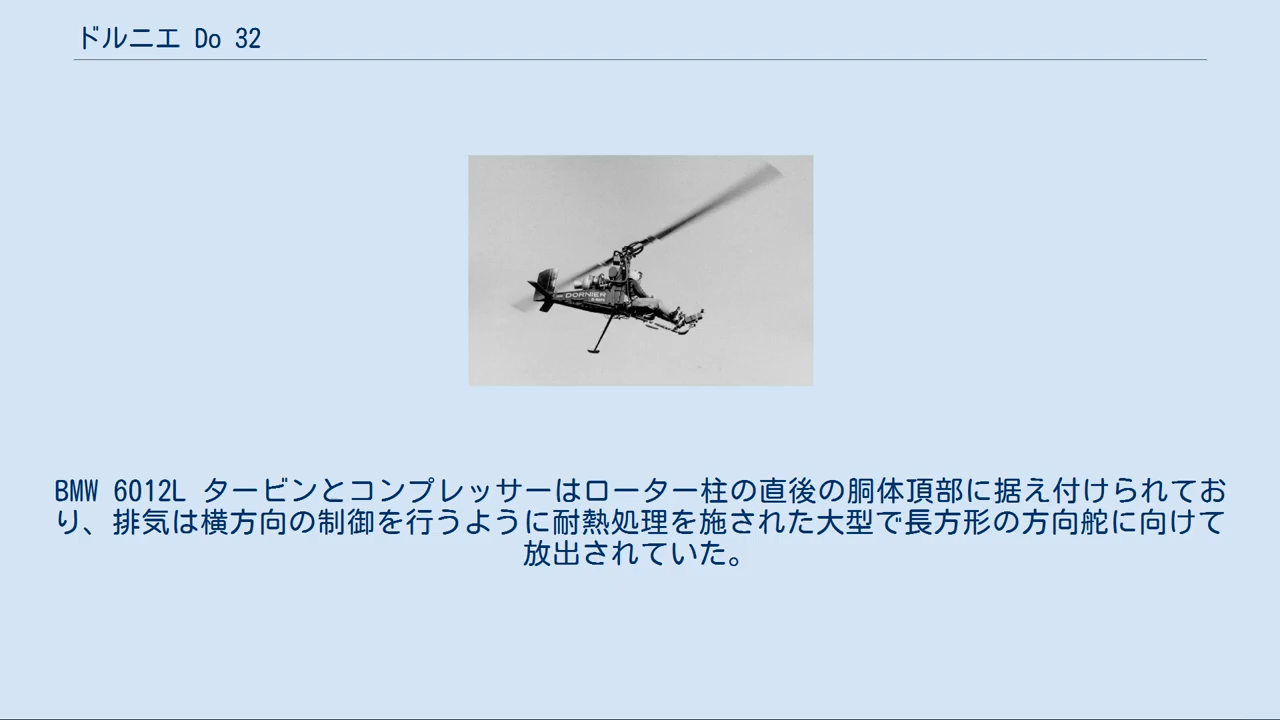 ドルニエ Do 32
DORNIER
BMW 6012L タービンとコンプレッサーはローター柱の直後の胴体頂部に据え付けられてお
り、排気は横方向の制御を行うように耐熱処理を施された大型で長方形の方向舵に向けて
放出されていた。